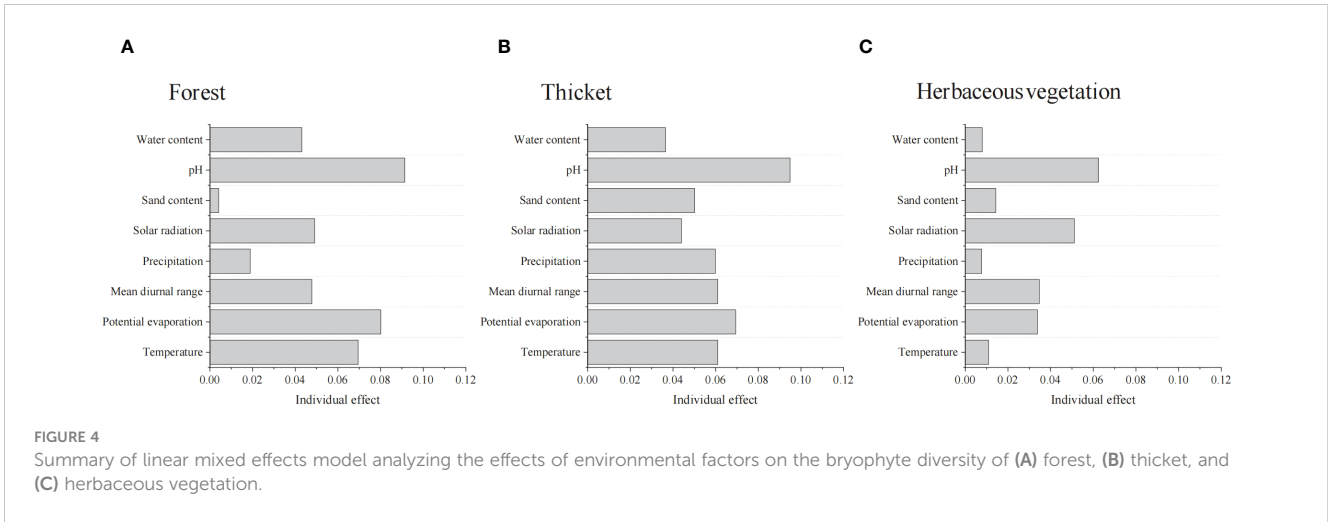 A
Forest
Water content
pH
Sand content
Solar radiation
Precipitation
Mean diurnal range
Potential evaporation
Temperature
0.00 0.02 0.04 0.06 0.08 0.10 0.12
Individual effect
B
Thicket
Water content
pH
Sand content
Solar radiation
Precipitation
Mean diurnal range
Potential evaporation
Temperature
0.00 0.02 0.04 0.06 0.08 0.10 0.12
Individual effect
C
Herbaceous vegetation
Water content
pH
Sand content
Solar radiation
Precipitation
Mean diurnal range
Potential evaporation
Temperature
0.00 0.02 0.04 0.06 0.08 0.10 0.12
Individual effect
FIGURE 4
Summary of linear mixed effects model analyzing the effects of environmental factors on the bryophyte diversity of (A) forest, (B) thicket, and
(C) herbaceous vegetation.